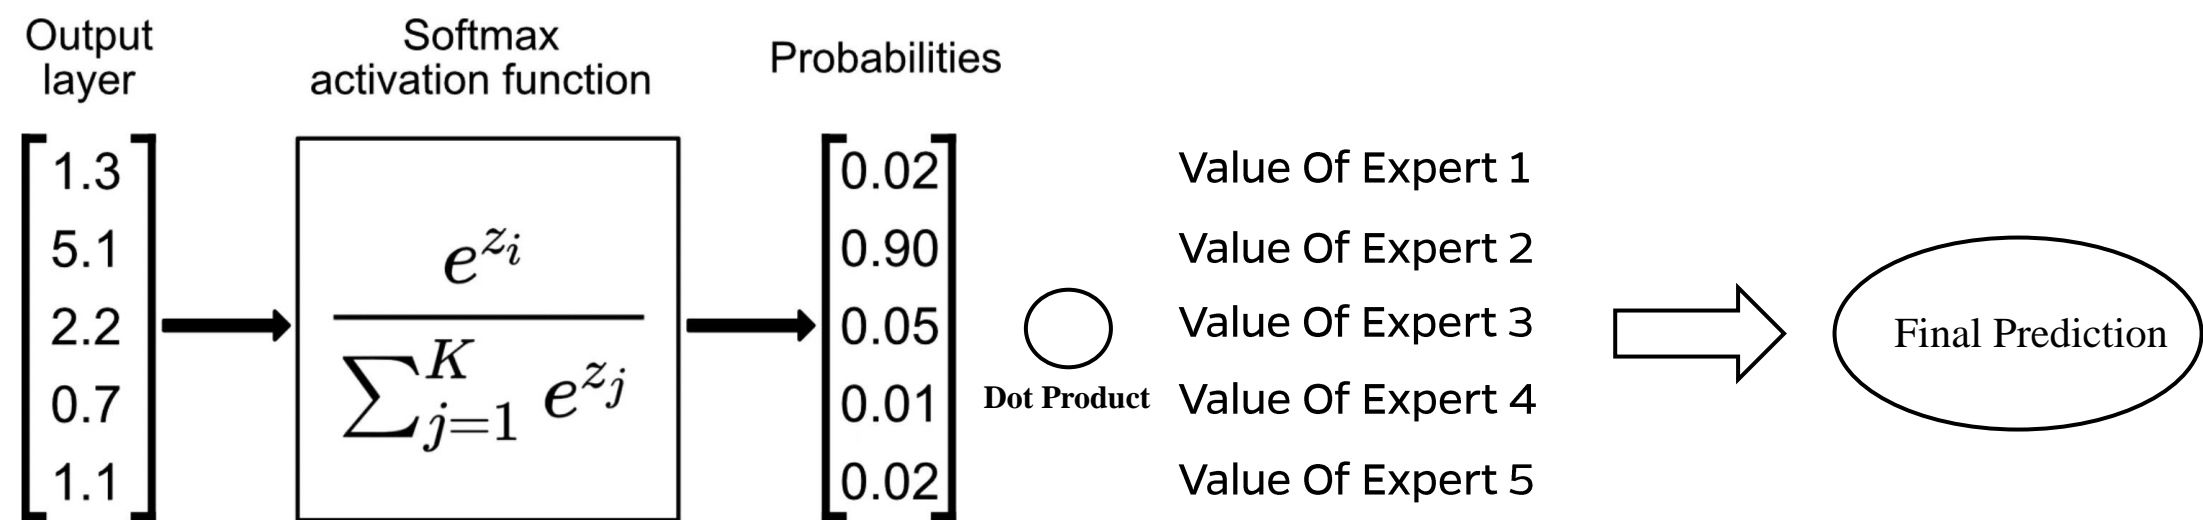 Output
layer
Softmax
activation function
Probabilities
1.3
5.1
2.2
0.7
1.1
e^{z_i}
\sum_{j=1}^{K} e^{z_j}
0.02
0.90
0.05
0.01
0.02
Dot Product
Value Of Expert 1
Value Of Expert 2
Value Of Expert 3
Value Of Expert 4
Value Of Expert 5
Final Prediction